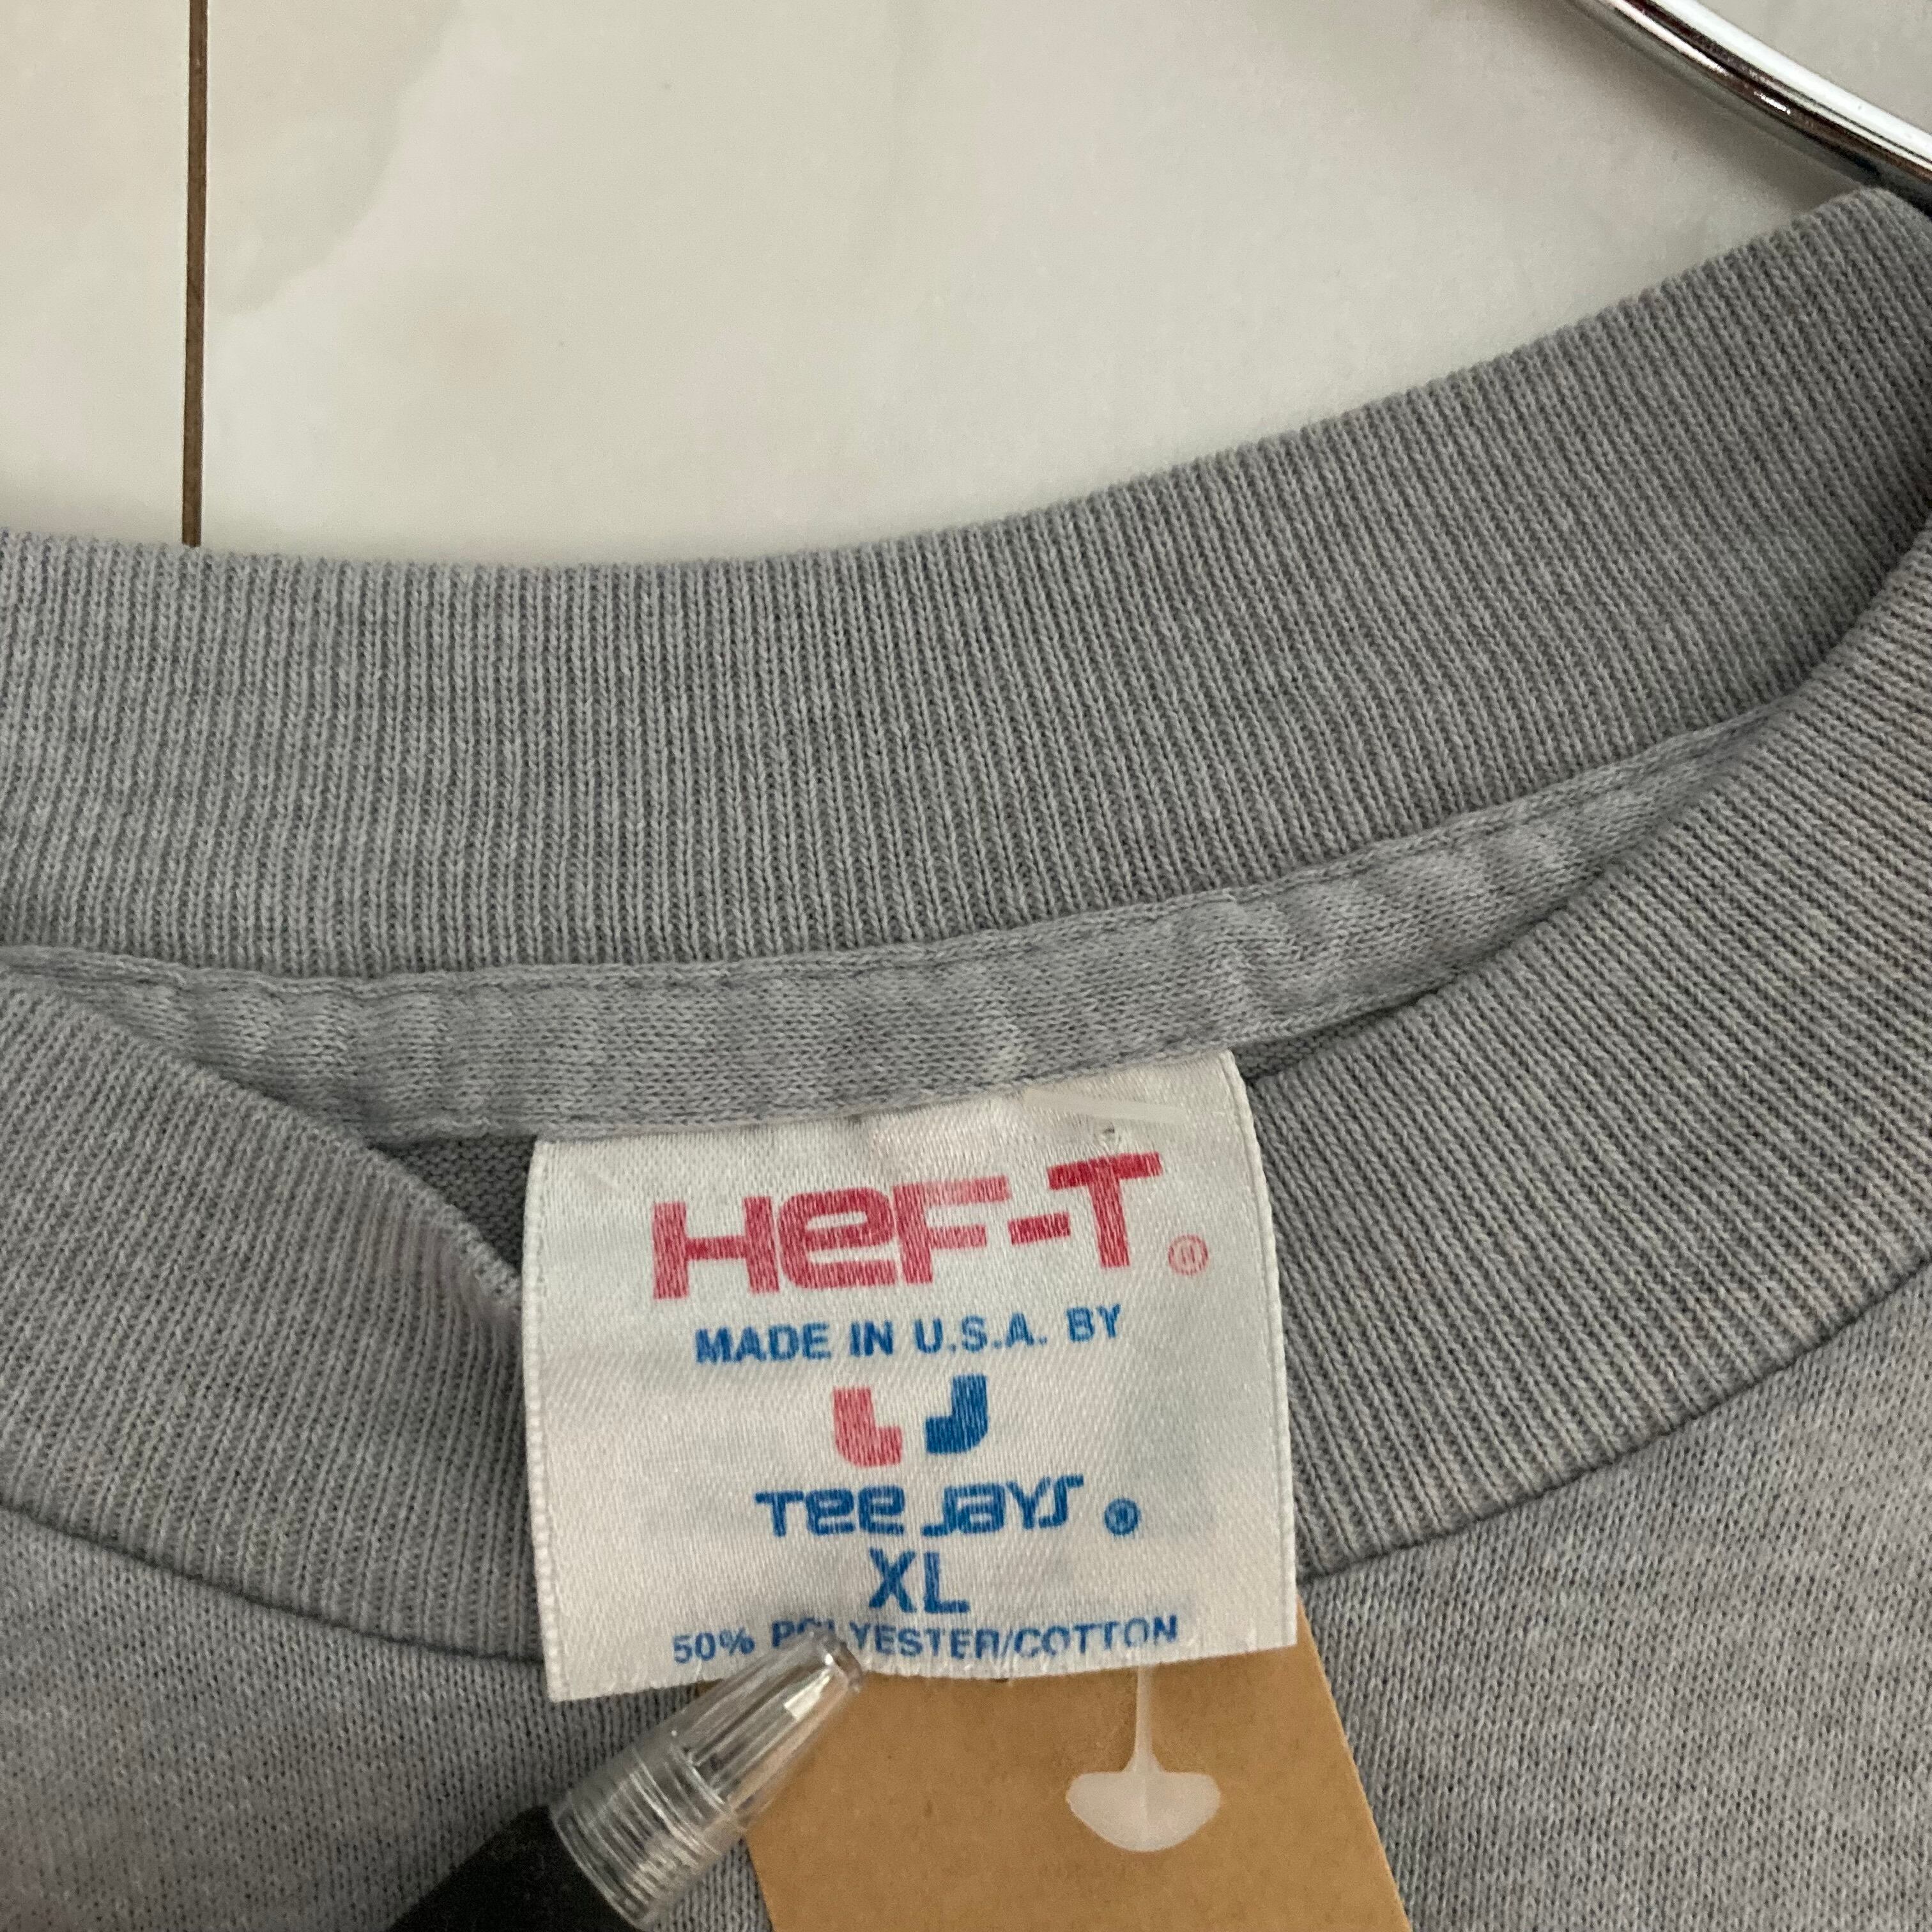 HeF-T®
MADE IN U.S.A. BY
TJ
Tee Jays ®
XL
50% POLYESTER/COTTON